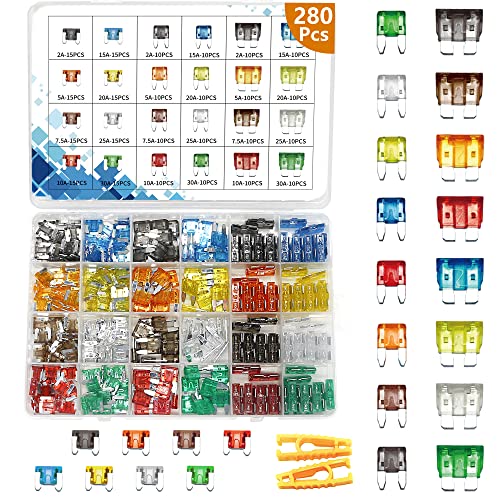 280
Pcs
2A-15PCS 15A-15PCS 2A-10PCS 15A-10PCS 2A-10PCS 15A-10PCS
5A-15PCS 20A-15PCS 5A-10PCS 20A-10PCS 5A-10PCS 20A-10PCS
7.5A-15PCS 25A-15PCS 7.5A-10PCS 25A-10PCS 7.5A-10PCS 25A-10PCS
10A-15PCS 30A-15PCS 10A-10PCS 30A-10PCS 10A-10PCS 30A-10PCS